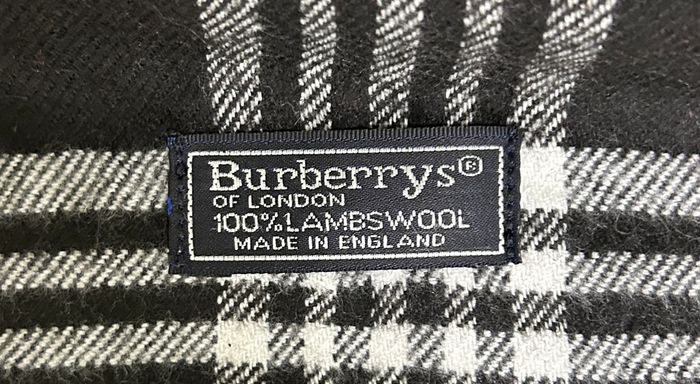 Burberrys®
OF LONDON
100%LAMBSWOOL
MADE IN ENGLAND